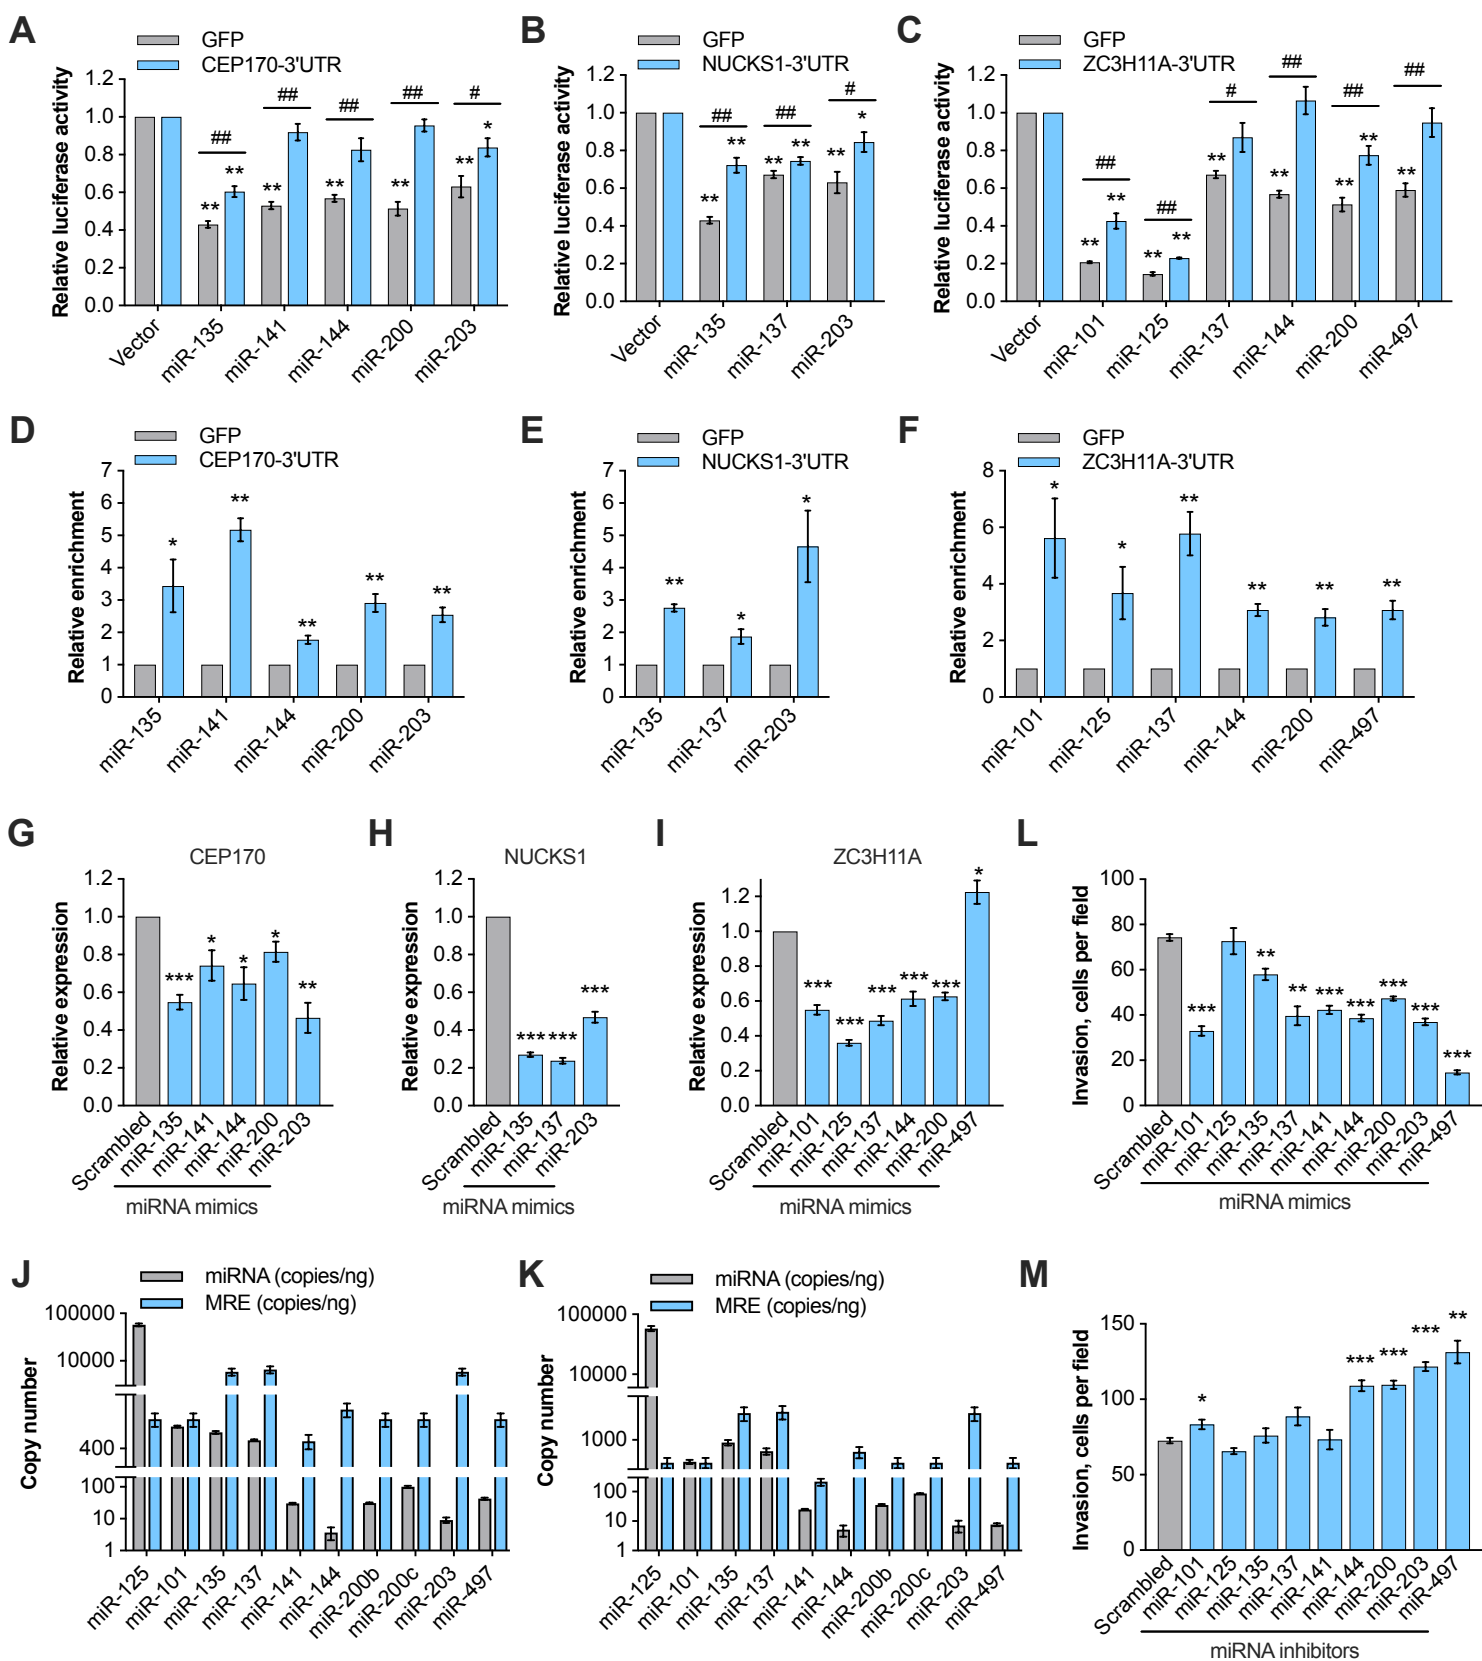 A
GFP
CEP170-3'UTR
Relative luciferase activity
1.2
1.0
0.8
0.6
0.4
0.2
0.0
## ## ## ## #
** ** ** ** ** ** *
Vector miR-135 miR-141 miR-144 miR-200 miR-203
B
GFP
NUCKS1-3'UTR
Relative luciferase activity
1.2
1.0
0.8
0.6
0.4
0.2
0.0
## ## #
** ** ** ** ** *
Vector miR-135 miR-137 miR-203
C
GFP
ZC3H11A-3'UTR
Relative luciferase activity
1.2
1.0
0.8
0.6
0.4
0.2
0.0
## ## # ## ## ##
** ** ** ** ** ** ** ** **
Vector miR-101 miR-125 miR-137 miR-144 miR-200 miR-497
D
GFP
CEP170-3'UTR
Relative enrichment
7
6
5
4
3
2
1
0
* ** ** ** **
miR-135 miR-141 miR-144 miR-200 miR-203
E
GFP
NUCKS1-3'UTR
Relative enrichment
7
6
5
4
3
2
1
0
** * *
miR-135 miR-137 miR-203
F
GFP
ZC3H11A-3'UTR
Relative enrichment
8
6
4
2
0
* * ** ** ** **
miR-101 miR-125 miR-137 miR-144 miR-200 miR-497
G
CEP170
Relative expression
1.2
1.0
0.8
0.6
0.4
0.2
0.0
*** * * * **
Scrambled miR-135 miR-141 miR-144 miR-200 miR-203
miRNA mimics
H
NUCKS1
Relative expression
1.2
1.0
0.8
0.6
0.4
0.2
0.0
*** *** ***
Scrambled miR-135 miR-137 miR-203
miRNA mimics
I
ZC3H11A
Relative expression
1.2
1.0
0.8
0.6
0.4
0.2
0.0
*** *** *** *** *** *
Scrambled miR-101 miR-125 miR-137 miR-144 miR-200 miR-497
miRNA mimics
L
Invasion, cells per field
100
80
60
40
20
0
*** ** ** *** *** *** *** ***
Scrambled miR-101 miR-125 miR-135 miR-137 miR-141 miR-144 miR-200 miR-203 miR-497
miRNA mimics
J
miRNA (copies/ng)
MRE (copies/ng)
Copy number
100000
10000
400
100
10
1
miR-125 miR-101 miR-135 miR-137 miR-141 miR-144 miR-200b miR-200c miR-203 miR-497
K
miRNA (copies/ng)
MRE (copies/ng)
Copy number
100000
10000
1000
100
10
1
miR-125 miR-101 miR-135 miR-137 miR-141 miR-144 miR-200b miR-200c miR-203 miR-497
M
Invasion, cells per field
150
100
50
0
* *** *** *** **
Scrambled miR-101 miR-125 miR-135 miR-137 miR-141 miR-144 miR-200 miR-203 miR-497
miRNA inhibitors